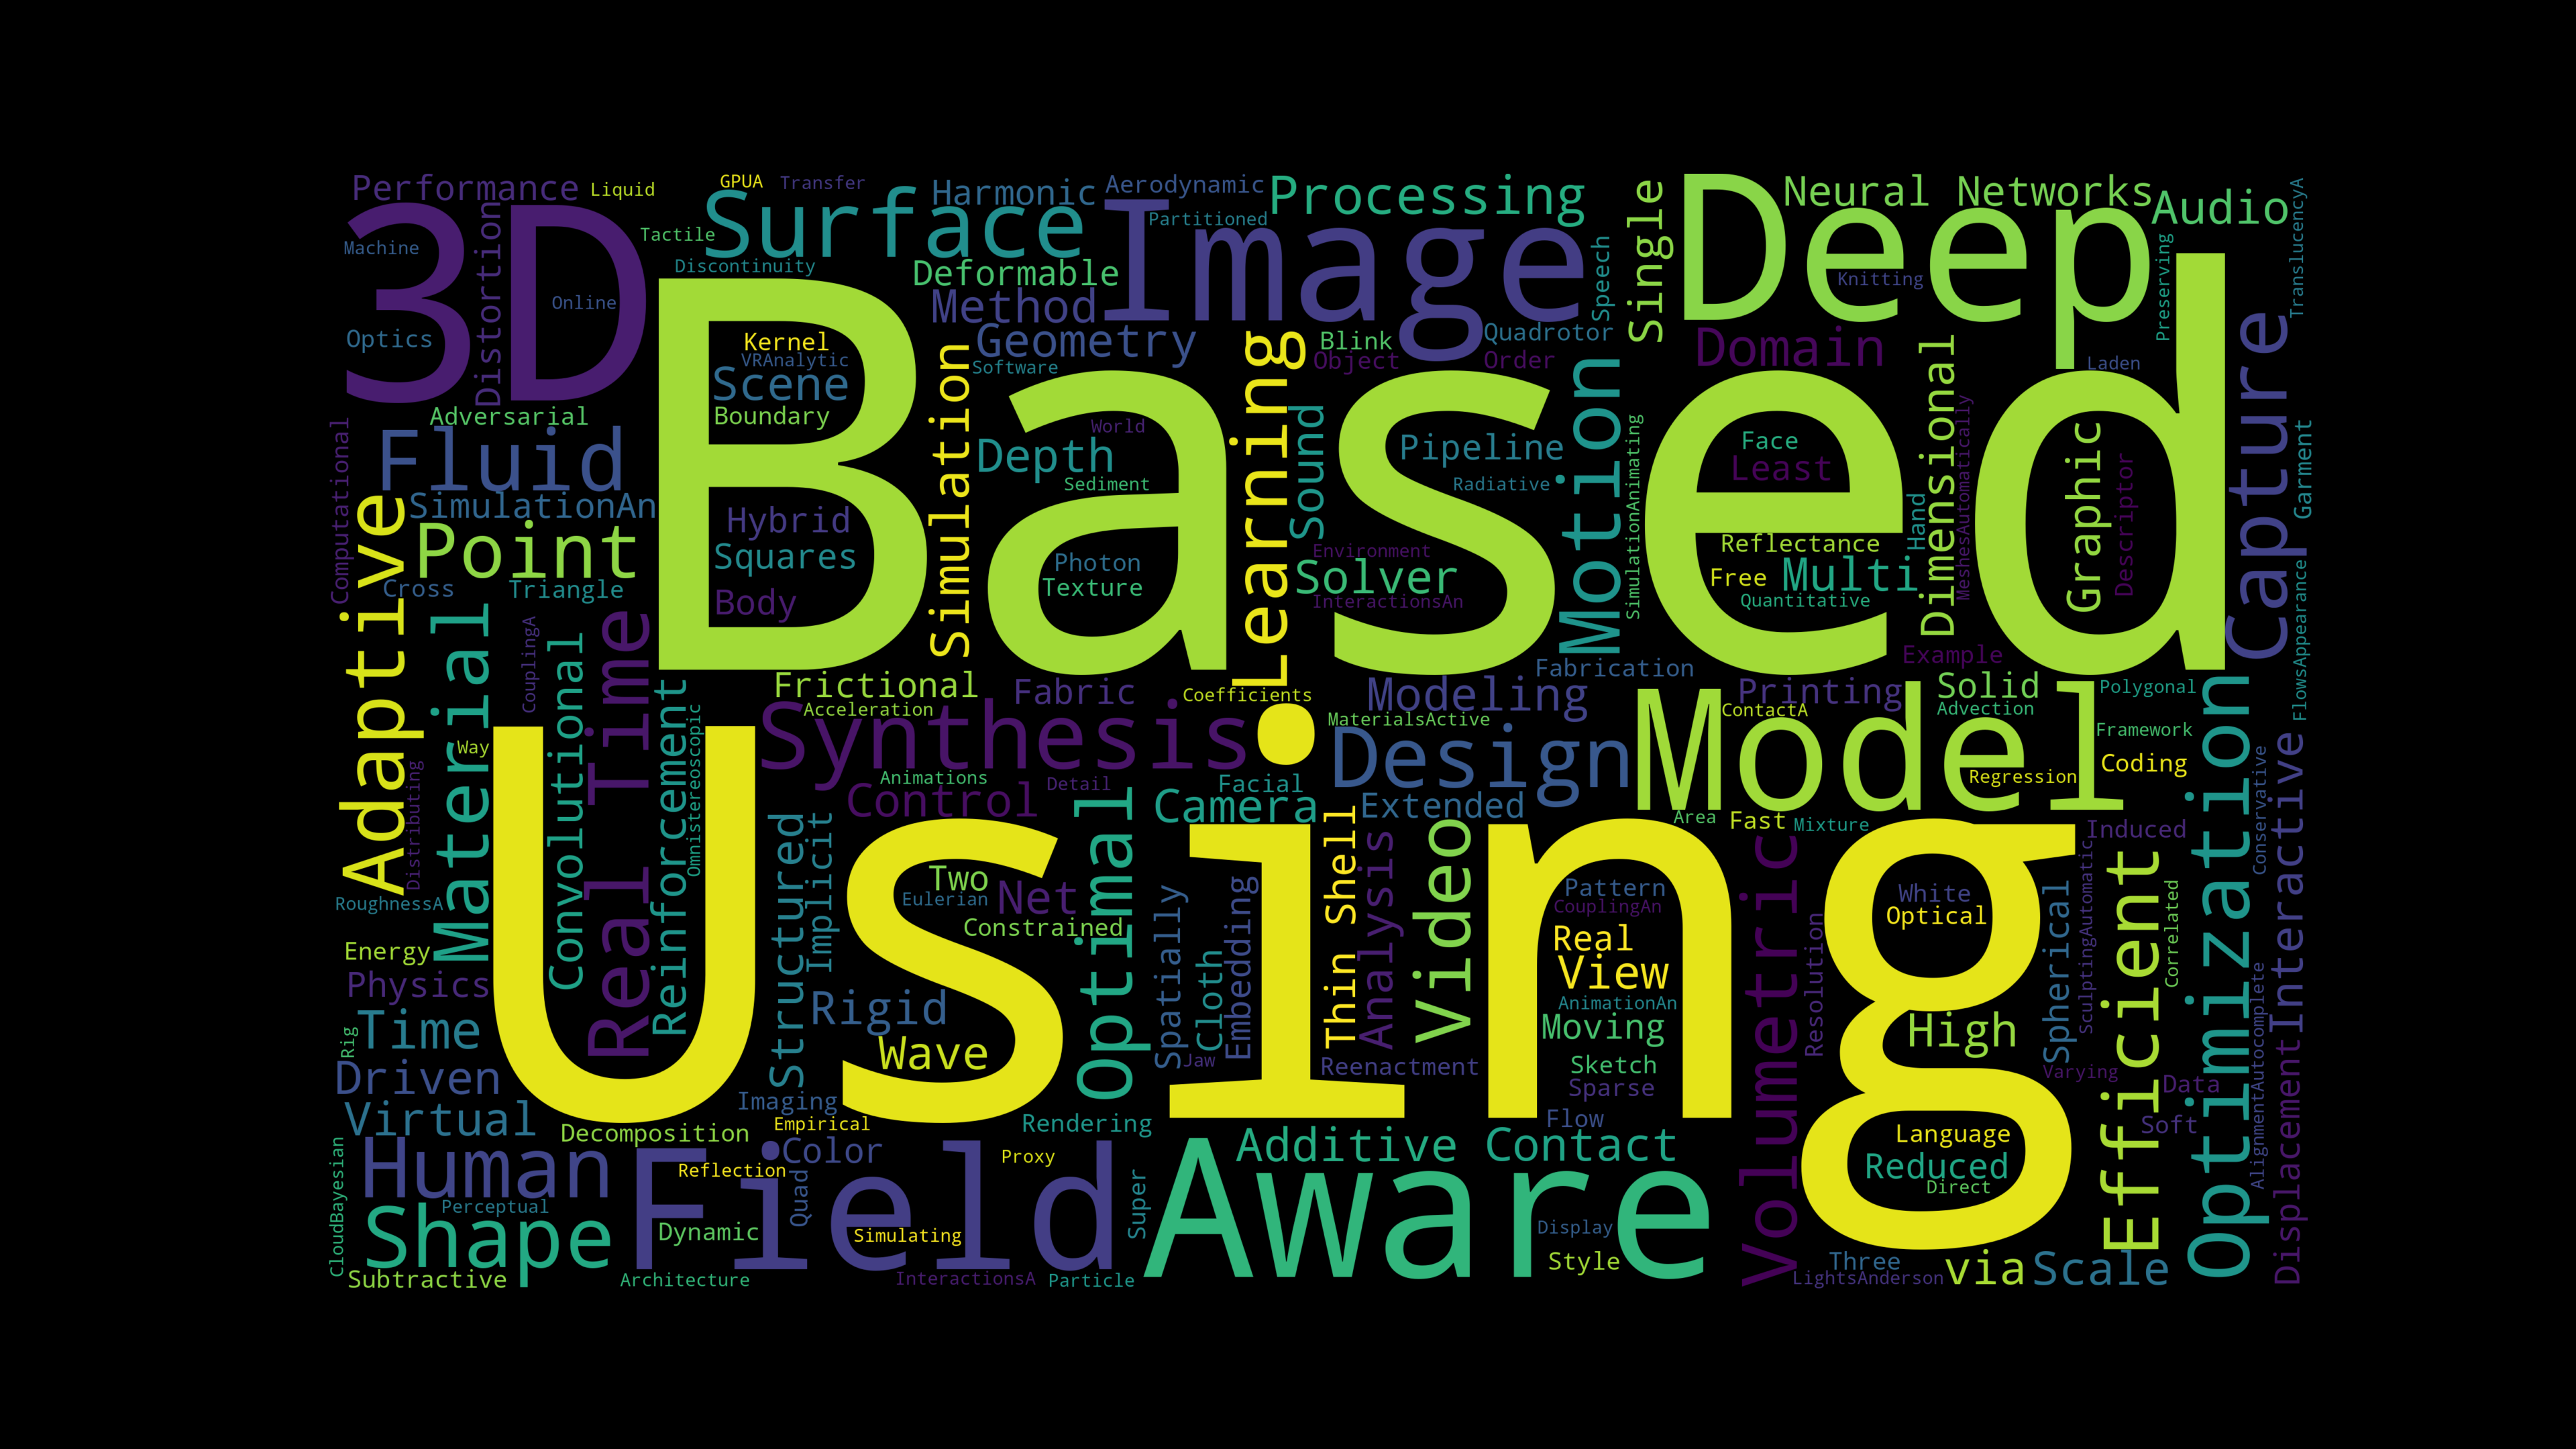 Performance
Liquid
GPUA
Transfer
Harmonic
Aerodynamic
Processing
Single
Deep
Neural Networks
Audio
TranslucencyA
3D
Distortion
Machine
Tactile
Surface
Image
Partitioned
Speech
Knitting
Preserving
Discontinuity
Deformable
Online
Method
Optics
Kernel
VRAnalytic
Scene
Boundary
Simulation
Geometry
Software
Learning
Blink
Object
Quadrotor
Order
Motion
Domain
Dimensional
Laden
Capture
Based
Adversarial
Computational
Fluid
SimulationAn
Adaptive
Point
Cross
Triangle
Hybrid
Squares
Body
World
Depth
Sediment
Photon
Texture
Sound
Pipeline
Radiative
Environment
Solver
InteractionsAn
SimulationAnimating
Face
Least
Reflectance
Hand
Free
Multi
Quantitative
MeshesAutomatically
Graphic
Descriptor
Garment
FlowsAppearance
Material
CouplingA
Convolutional
Real Time
Reinforcement
Omnistereoscopic
Frictional
Acceleration
Fabric
Coefficients
Synthesis
Modeling
Fabrication
MaterialsActive
Design
Example
Printing
ContactA
Solid
Advection
Polygonal
Model
Framework
Regression
Coding
Optimization
Interactive
Conservative
Way
Distributing
Using
Animations
Detail
Control
Optimal
Facial
Camera
Extended
Area
Fast
Mixture
Induced
Structured
Implicit
Two
Eulerian
Net
Constrained
Spatially
Cloth
Embedding
Thin Shell
Analysis
Video
Pattern
CouplingAn
Real
View
AnimationAn
Moving
Sketch
Sparse
Flow
Volumetric
Resolution
White
Optical
High
Spherical
SculptingAutomatic
Efficient
Correlated
RoughnessA
Energy
Physics
Rig
Time
Driven
Virtual
Rigid
Wave
Jaw
Reenactment
Varying
Data
Soft
AlignmentAutocomplete
Displacement
Imaging
Empirical
Decomposition
Rendering
Color
Additive
Contact
Language
Reduced
Direct
Human
Perceptual
Field
Reflection
Proxy
Quad
Super
Aware
CloudBayesian
Shape
Dynamic
Simulating
Display
Style
Subtractive
Architecture
InteractionsA
Particle
Three
LightsAnderson
via
Scale